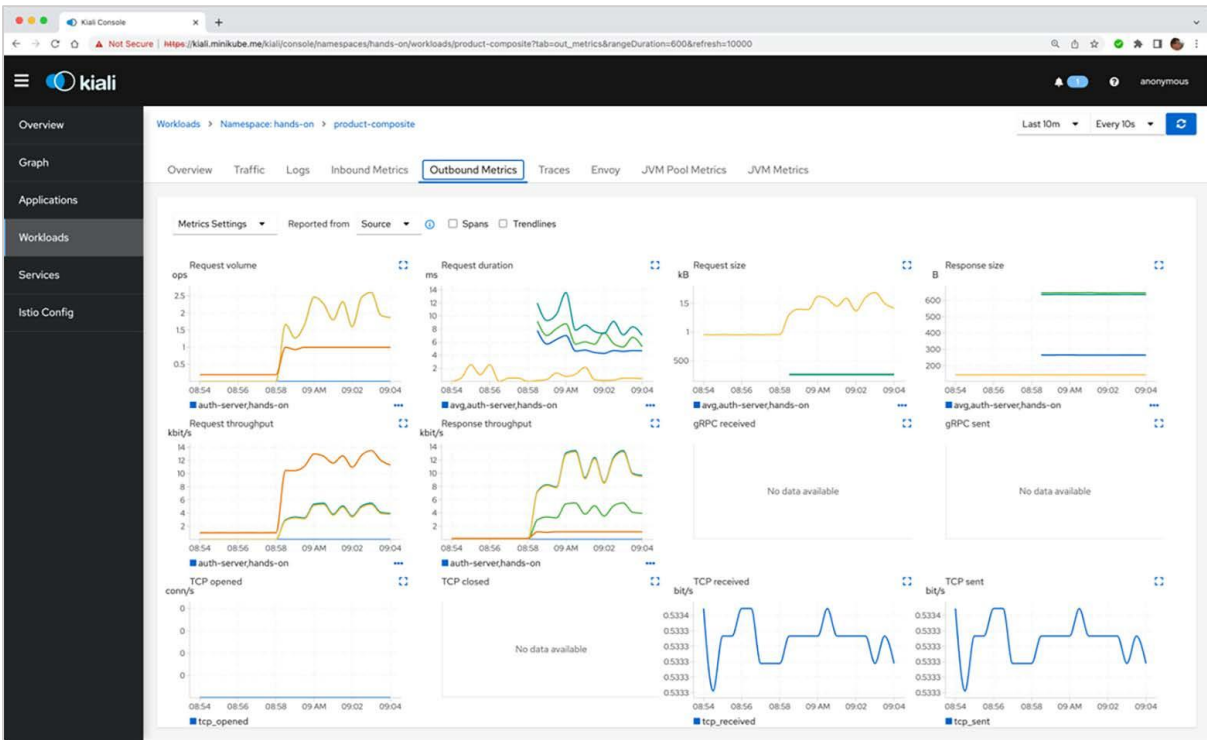 Kiali Console
Not Secure https://kiali.minikube.me/kiali/console/namespaces/hands-on/workloads/product-composite?tab=out_metrics&rangeDuration=600&refresh=10000
kiali
1
anonymous
Overview
Graph
Applications
Workloads
Services
Istio Config
Workloads > Namespace: hands-on > product-composite
Last 10m Every 10s
Overview Traffic Logs Inbound Metrics Outbound Metrics Traces Envoy JVM Pool Metrics JVM Metrics
Metrics Settings Reported from Source Spans Trendlines
Request volume
ops
2.5
2
1.5
1
0.5
08:54 08:56 08:58 09 AM 09:02 09:04
auth-server,hands-on
Request duration
ms
14
12
10
8
6
4
2
08:54 08:56 08:58 09 AM 09:02 09:04
avg,auth-server,hands-on
Request size
kB
1.5
1
500
08:54 08:56 08:58 09 AM 09:02 09:04
avg,auth-server,hands-on
Response size
B
600
500
400
300
200
08:54 08:56 08:58 09 AM 09:02 09:04
avg,auth-server,hands-on
Request throughput
kbit/s
14
12
10
8
6
4
2
08:54 08:56 08:58 09 AM 09:02 09:04
auth-server,hands-on
Response throughput
kbit/s
14
12
10
8
6
4
2
08:54 08:56 08:58 09 AM 09:02 09:04
auth-server,hands-on
gRPC received
No data available
gRPC sent
No data available
TCP opened
conn/s
0
0
0
0
08:54 08:56 08:58 09 AM 09:02 09:04
tcp_opened
TCP closed
No data available
TCP received
bit/s
0.5334
0.5333
0.5333
0.5333
0.5333
0.5333
08:54 08:56 08:58 09 AM 09:02 09:04
tcp_received
TCP sent
bit/s
0.5334
0.5333
0.5333
0.5333
0.5333
0.5333
08:54 08:56 08:58 09 AM 09:02 09:04
tcp_sent